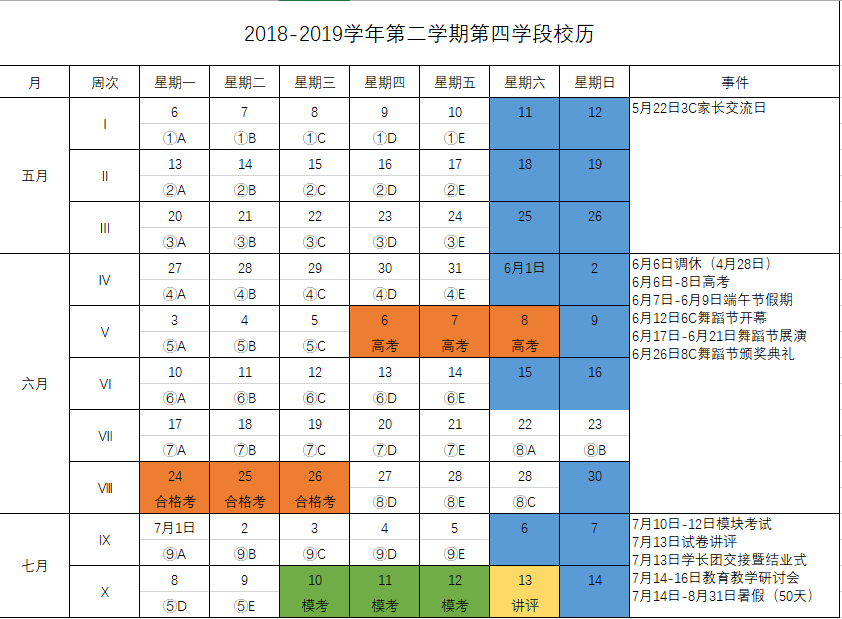 2018-2019学年第二学期第四学段校历
月 周次 星期一 星期二 星期三 星期四 星期五 星期六 星期日 事件
五月
I 6 7 8 9 10 11 12
①A ①B ①C ①D ①E
II 13 14 15 16 17 18 19
②A ②B ②C ②D ②E
III 20 21 22 23 24 25 26
③A ③B ③C ③D ③E
5月22日3C家长交流日
六月
IV 27 28 29 30 31 6月1日 2
④A ④B ④C ④D ④E
V 3 4 5 6 7 8 9
⑤A ⑤B ⑤C 高考 高考 高考
VI 10 11 12 13 14 15 16
⑥A ⑥B ⑥C ⑥D ⑥E
VII 17 18 19 20 21 22 23
⑦A ⑦B ⑦C ⑦D ⑦E ⑧A ⑧B
VIII 24 25 26 27 28 28 30
合格考 合格考 合格考 ⑧D ⑧E ⑧C
6月6日调休（4月28日）
6月6日-8日高考
6月7日-6月9日端午节假期
6月12日6C舞蹈节开幕
6月17日-6月21日舞蹈节展演
6月26日8C舞蹈节颁奖典礼
七月
IX 7月1日 2 3 4 5 6 7
⑨A ⑨B ⑨C ⑨D ⑨E
X 8 9 10 11 12 13 14
⑤D ⑤E 模考 模考 模考 讲评
7月10日-12日模块考试
7月13日试卷讲评
7月13日学长团交接暨结业式
7月14-16日教育教学研讨会
7月14日-8月31日暑假（50天）